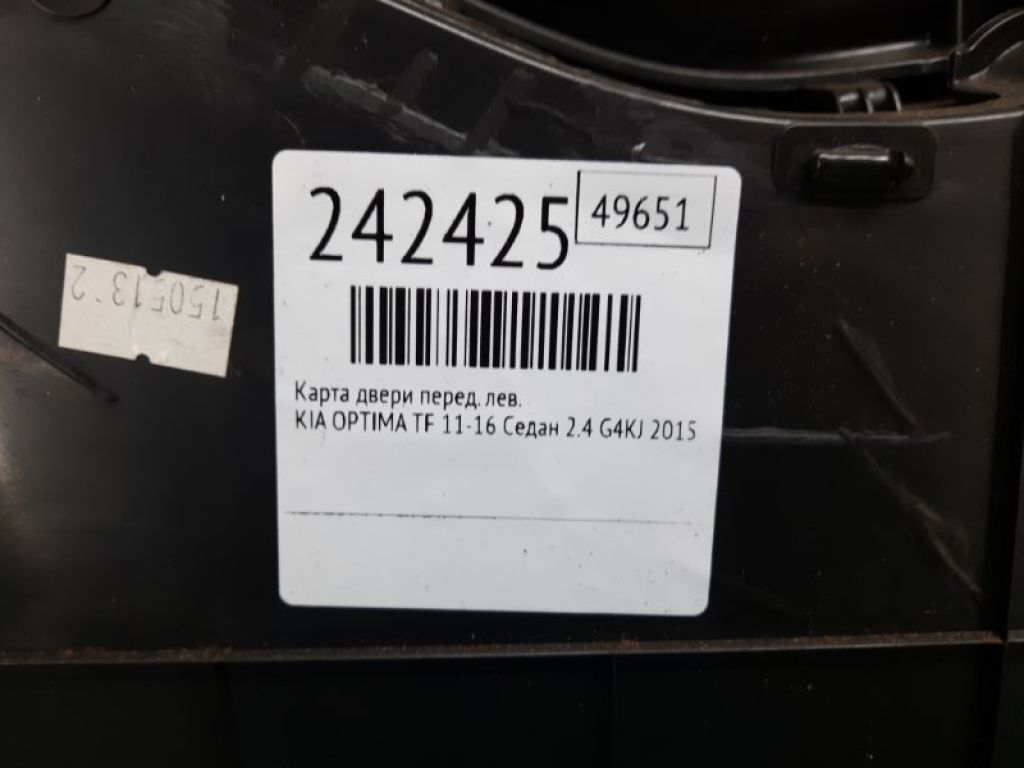 242425
49651
Карта двери перед. лев.
KIA OPTIMA TF 11-16 Седан 2.4 G4KJ 2015
150513 2